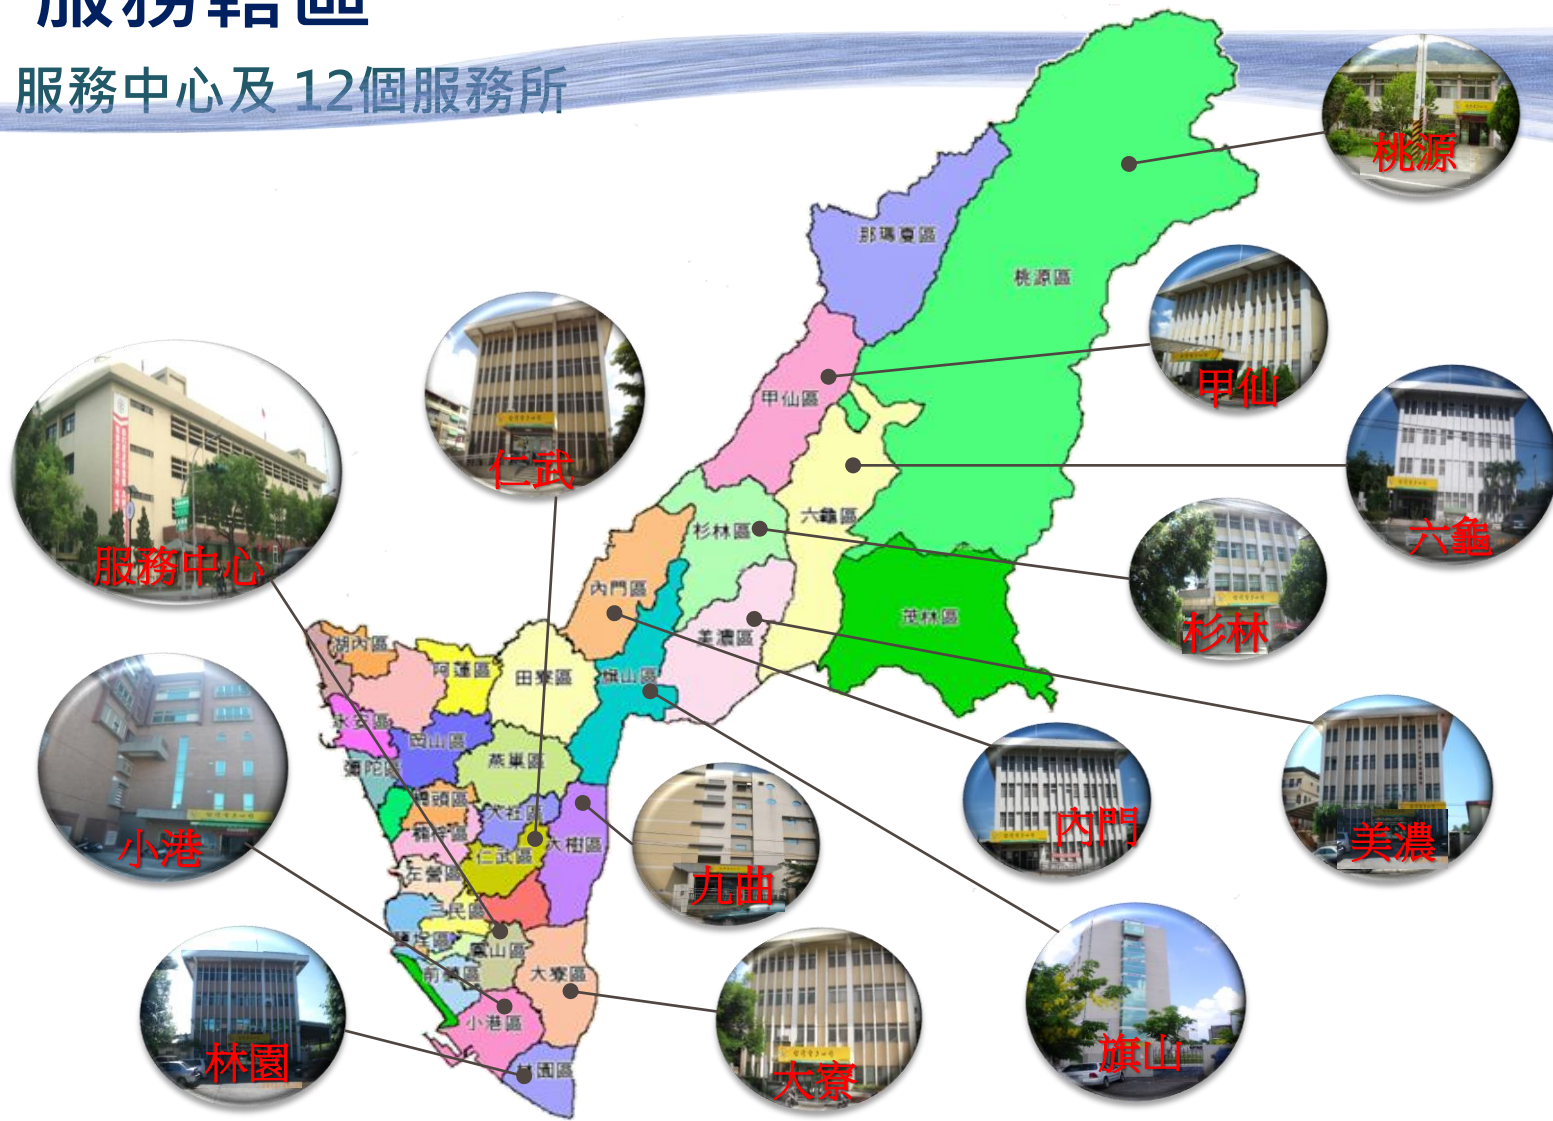 服務轄區
服務中心及 12個服務所
桃源
那瑪夏區
桃源區
甲仙
甲仙區
仁武
六龜
六龜區
杉林區
服務中心
內門區
杉林
茂林區
美濃區
湖內區
阿蓮區
田寮區
旗山區
永安區
岡山區
燕巢區
彌陀區
內門
美濃
橋頭區
大社區
小港
楠梓區
大樹區
仁武區
左營區
九曲
三民區
鳳山區
前鎮區
大寮區
小港區
旗山
林園
林園區
大寮